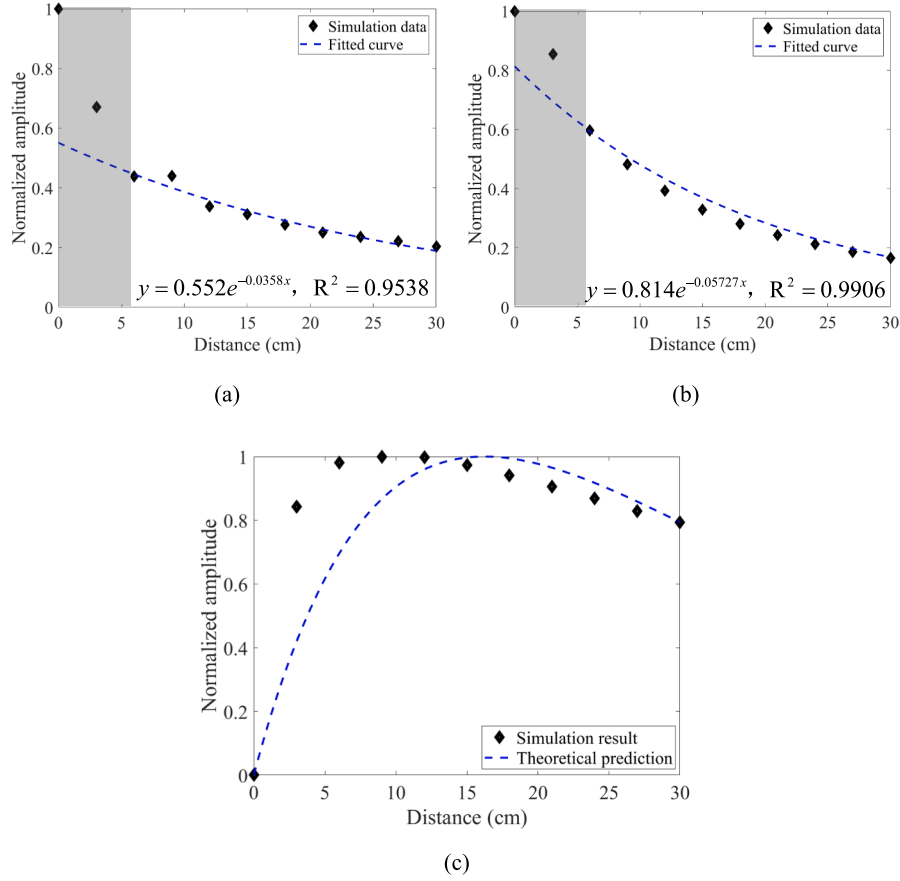 Normalized amplitude
1
0.8
0.6
0.4
0.2
0
Simulation data
Fitted curve
y = 0.552e^{−0.0358x}, R² = 0.9538
0 5 10 15 20 25 30
Distance (cm)
(a)
Normalized amplitude
1
0.8
0.6
0.4
0.2
0
Simulation data
Fitted curve
y = 0.814e^{−0.05727x}, R² = 0.9906
0 5 10 15 20 25 30
Distance (cm)
(b)
Normalized amplitude
1
0.8
0.6
0.4
0.2
0
Simulation result
Theoretical prediction
0 5 10 15 20 25 30
Distance (cm)
(c)